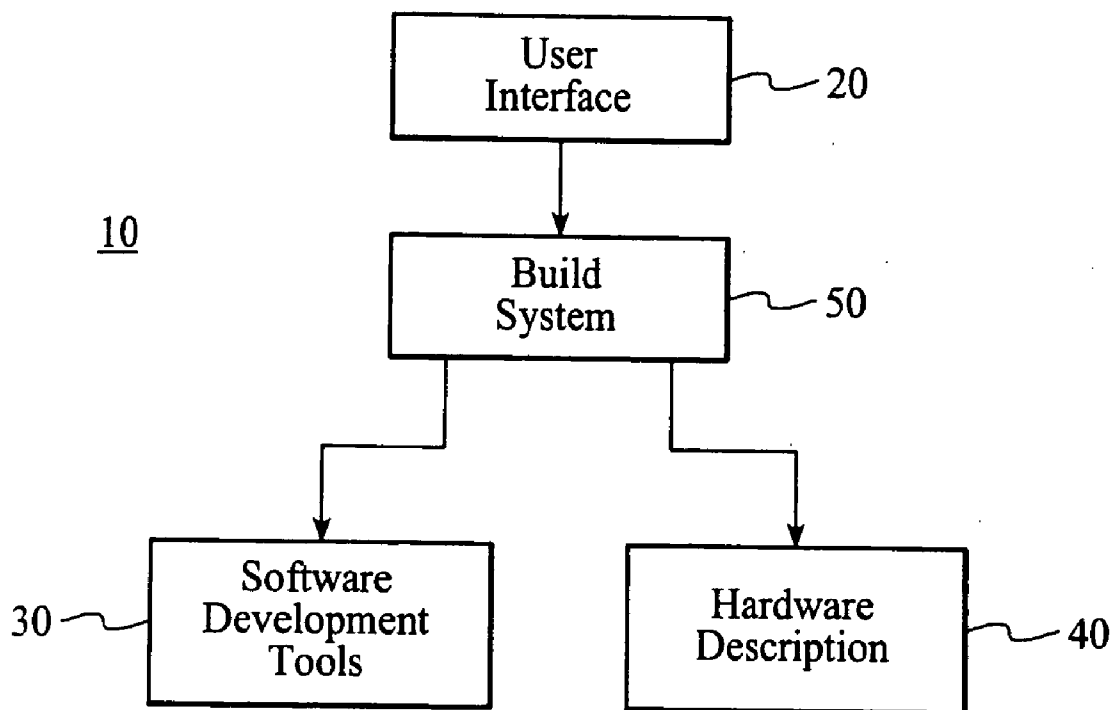 User
Interface
20
10
Build
System
50
Software
Development
Tools
30
Hardware
Description
40